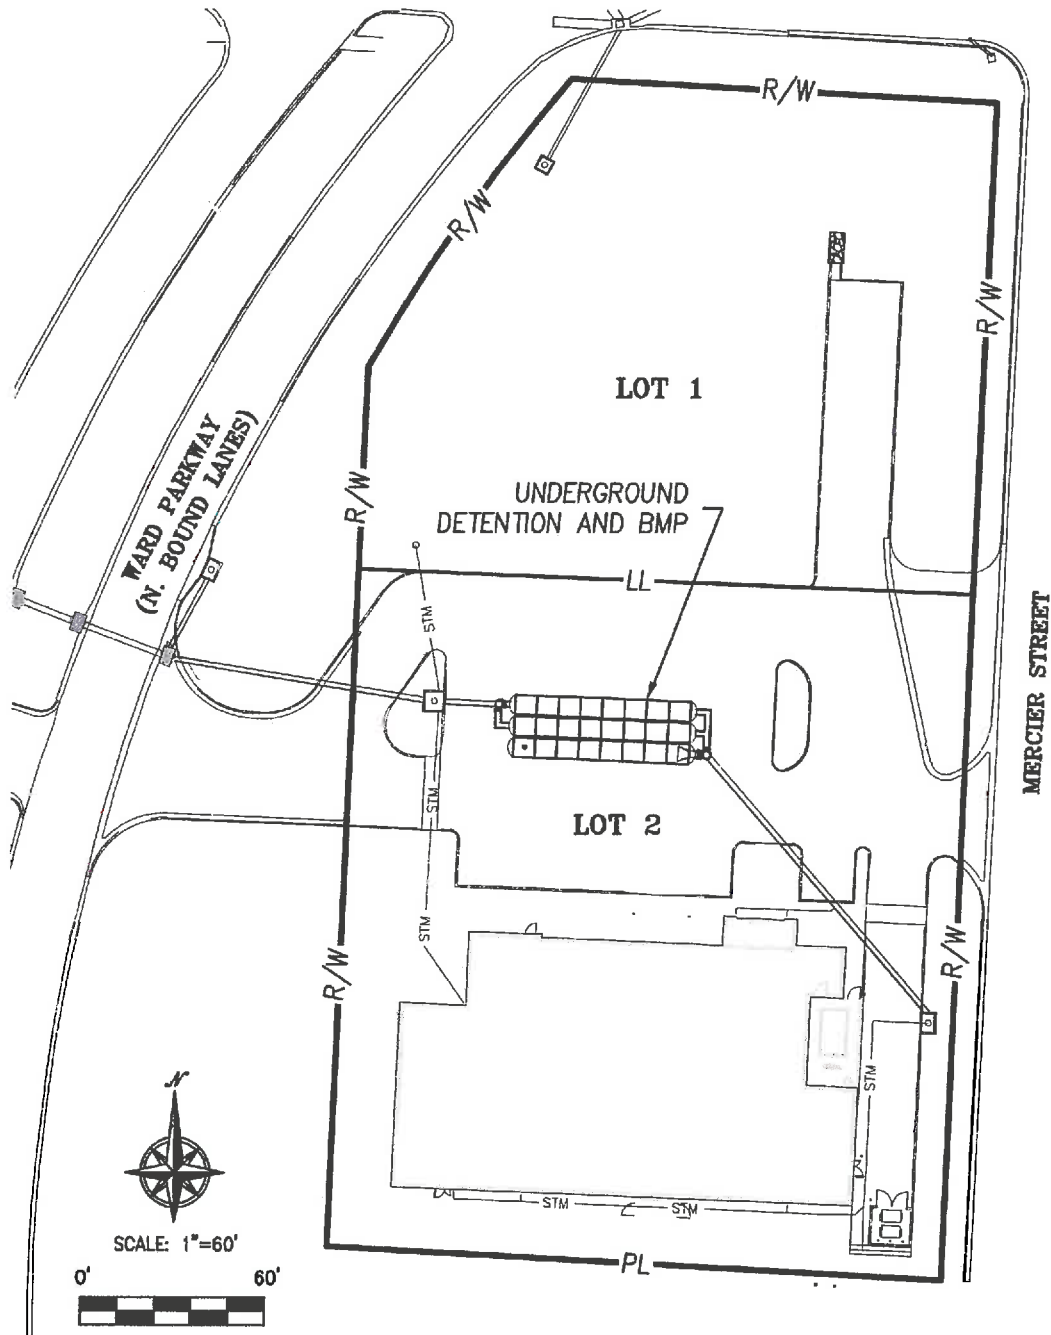 R/W
R/W
R/W
LOT 1
WARD PARKWAY
(N. BOUND LANES)
R/W
UNDERGROUND
DETENTION AND BMP
LL
STM
MERCIER STREET
STM
LOT 2
STM
R/W
R/W
STM
N
STM
STM
SCALE: 1"=60'
PL
0'
60'